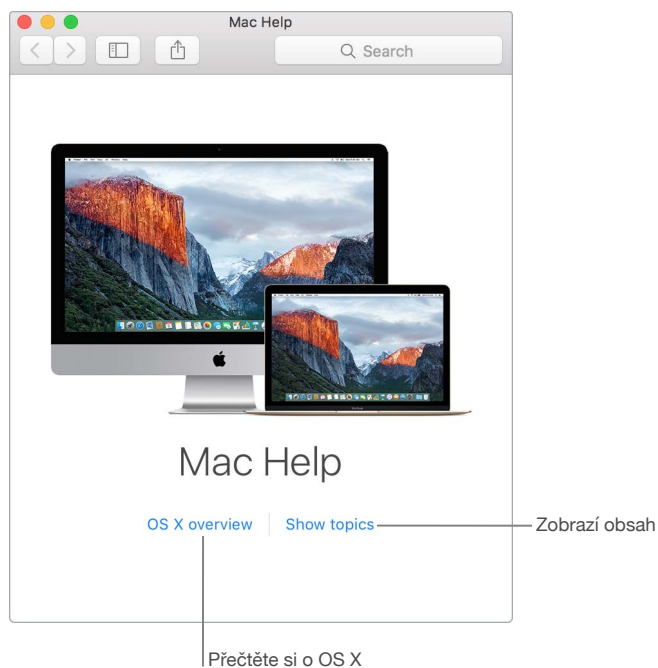 Mac Help
Search
Mac Help
OS X overview
Show topics
Zobrazí obsah
Přečtěte si o OS X